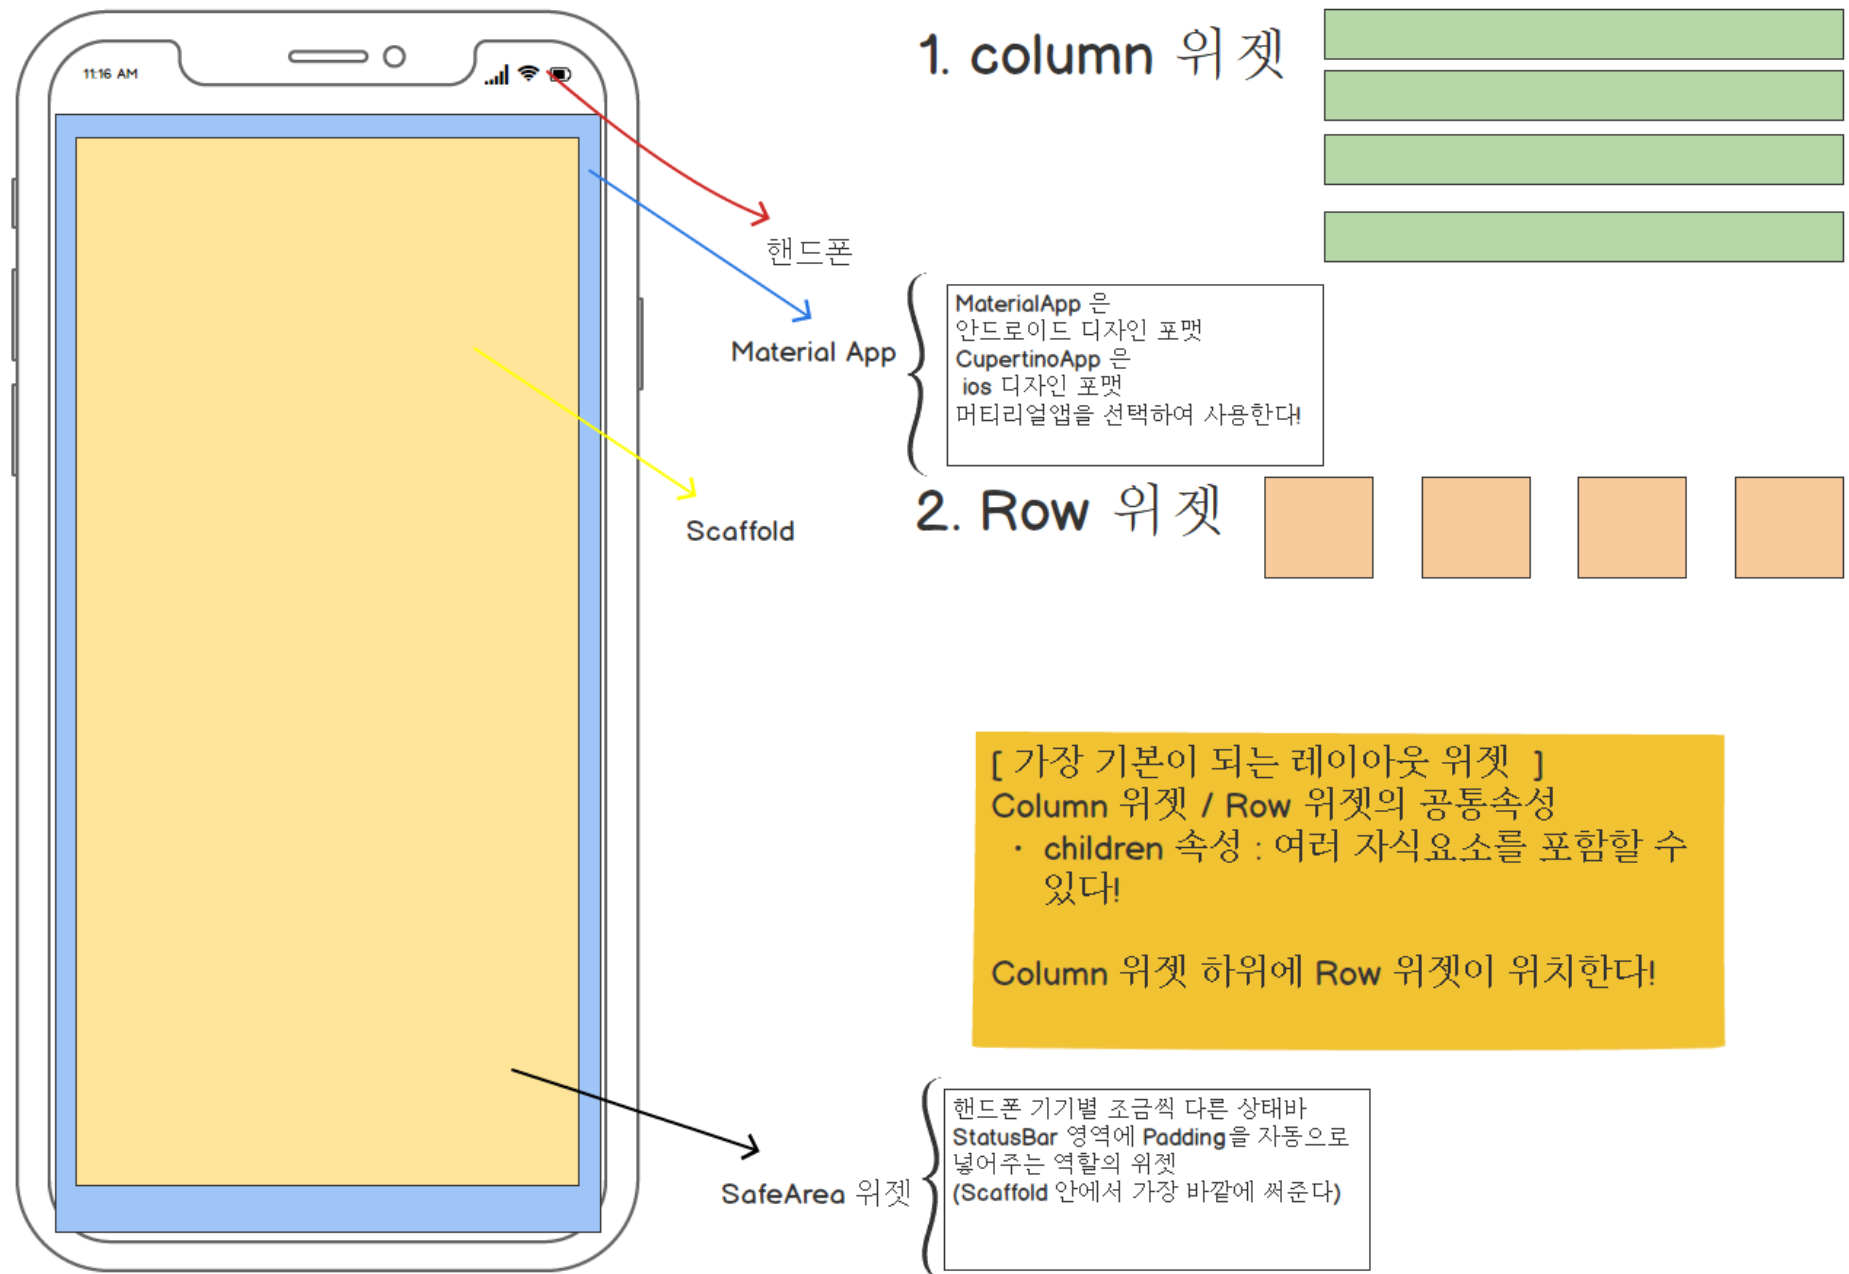 11:16 AM
1. column 위젯
핸드폰
Material App
MaterialApp 은
안드로이드 디자인 포맷
CupertinoApp 은
ios 디자인 포맷
머티리얼앱을 선택하여 사용한다!
Scaffold
2. Row 위젯
[ 가장 기본이 되는 레이아웃 위젯 ]
Column 위젯 / Row 위젯의 공통속성
· children 속성 : 여러 자식요소를 포함할 수
있다!
Column 위젯 하위에 Row 위젯이 위치한다!
SafeArea 위젯
핸드폰 기기별 조금씩 다른 상태바
StatusBar 영역에 Padding을 자동으로
넣어주는 역할의 위젯
(Scaffold 안에서 가장 바깥에 써준다)